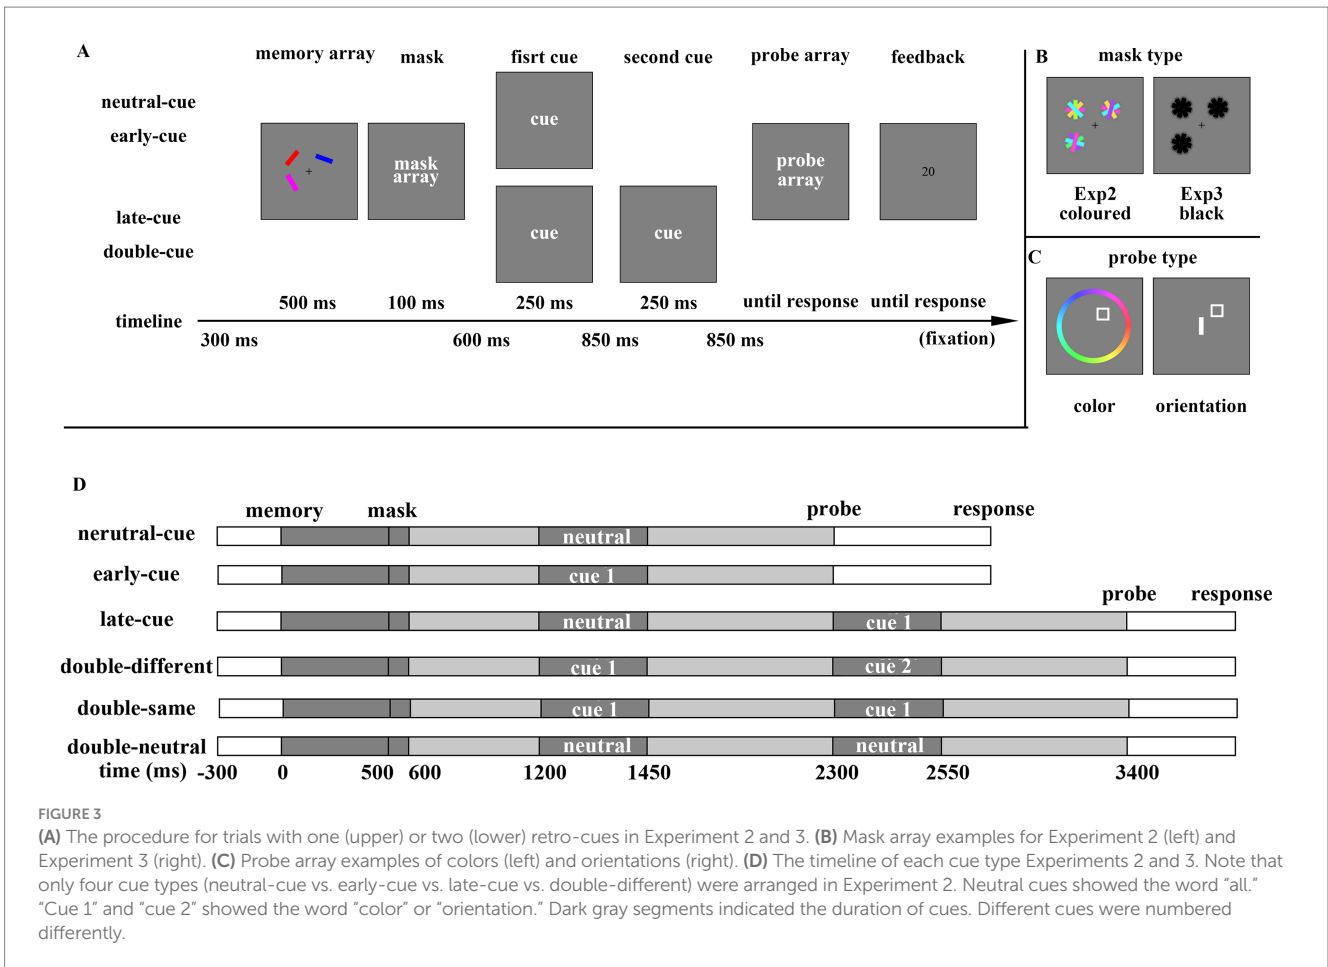 A
memory array
mask
fisrt cue
second cue
probe array
feedback
neutral-cue
early-cue
late-cue
double-cue
mask
array
cue
cue
cue
probe
array
20
500 ms
100 ms
250 ms
250 ms
until response
until response
timeline
300 ms
600 ms
850 ms
850 ms
(fixation)
B
mask type
Exp2
coloured
Exp3
black
C
probe type
color
orientation
D
memory
mask
probe
response
nerutral-cue
neutral
early-cue
cue 1
probe
response
late-cue
neutral
cue 1
double-different
cue 1
cue 2
double-same
cue 1
cue 1
double-neutral
neutral
neutral
time (ms)
-300
0
500
600
1200
1450
2300
2550
3400
FIGURE 3
(A) The procedure for trials with one (upper) or two (lower) retro-cues in Experiment 2 and 3. (B) Mask array examples for Experiment 2 (left) and
Experiment 3 (right). (C) Probe array examples of colors (left) and orientations (right). (D) The timeline of each cue type Experiments 2 and 3. Note that
only four cue types (neutral-cue vs. early-cue vs. late-cue vs. double-different) were arranged in Experiment 2. Neutral cues showed the word “all.”
“Cue 1” and “cue 2” showed the word “color” or “orientation.” Dark gray segments indicated the duration of cues. Different cues were numbered
differently.